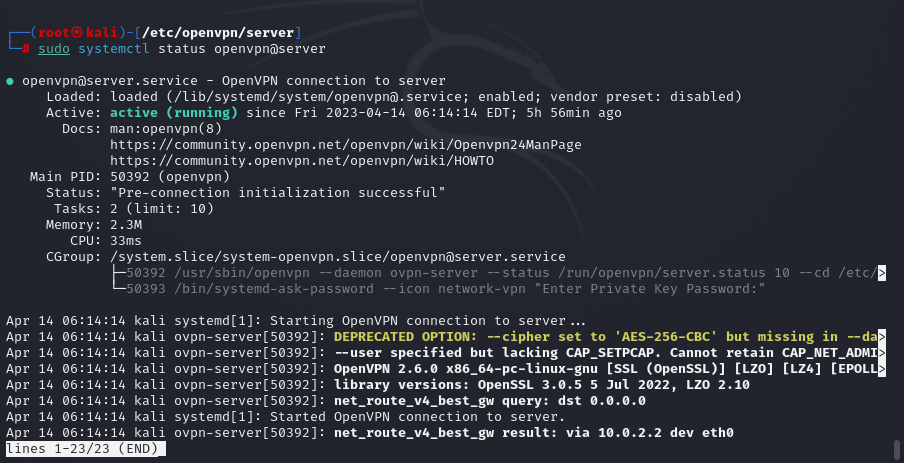 ┌──(root㉿kali)-[/etc/openvpn/server]
└─# sudo systemctl status openvpn@server
● openvpn@server.service - OpenVPN connection to server
     Loaded: loaded (/lib/systemd/system/openvpn@.service; enabled; vendor preset: disabled)
     Active: active (running) since Fri 2023-04-14 06:14:14 EDT; 5h 56min ago
       Docs: man:openvpn(8)
             https://community.openvpn.net/openvpn/wiki/Openvpn24ManPage
             https://community.openvpn.net/openvpn/wiki/HOWTO
   Main PID: 50392 (openvpn)
     Status: "Pre-connection initialization successful"
      Tasks: 2 (limit: 10)
     Memory: 2.3M
        CPU: 33ms
     CGroup: /system.slice/system-openvpn.slice/openvpn@server.service
             ├─50392 /usr/sbin/openvpn --daemon ovpn-server --status /run/openvpn/server.status 10 --cd /etc/>
             └─50393 /bin/systemd-ask-password --icon network-vpn "Enter Private Key Password:"
Apr 14 06:14:14 kali systemd[1]: Starting OpenVPN connection to server...
Apr 14 06:14:14 kali ovpn-server[50392]: DEPRECATED OPTION: --cipher set to 'AES-256-CBC' but missing in --da>
Apr 14 06:14:14 kali ovpn-server[50392]: --user specified but lacking CAP_SETPCAP. Cannot retain CAP_NET_ADMI>
Apr 14 06:14:14 kali ovpn-server[50392]: OpenVPN 2.6.0 x86_64-pc-linux-gnu [SSL (OpenSSL)] [LZO] [LZ4] [EPOLL>
Apr 14 06:14:14 kali ovpn-server[50392]: library versions: OpenSSL 3.0.5 5 Jul 2022, LZO 2.10
Apr 14 06:14:14 kali ovpn-server[50392]: net_route_v4_best_gw query: dst 0.0.0.0
Apr 14 06:14:14 kali systemd[1]: Started OpenVPN connection to server.
Apr 14 06:14:14 kali ovpn-server[50392]: net_route_v4_best_gw result: via 10.0.2.2 dev eth0
lines 1-23/23 (END)